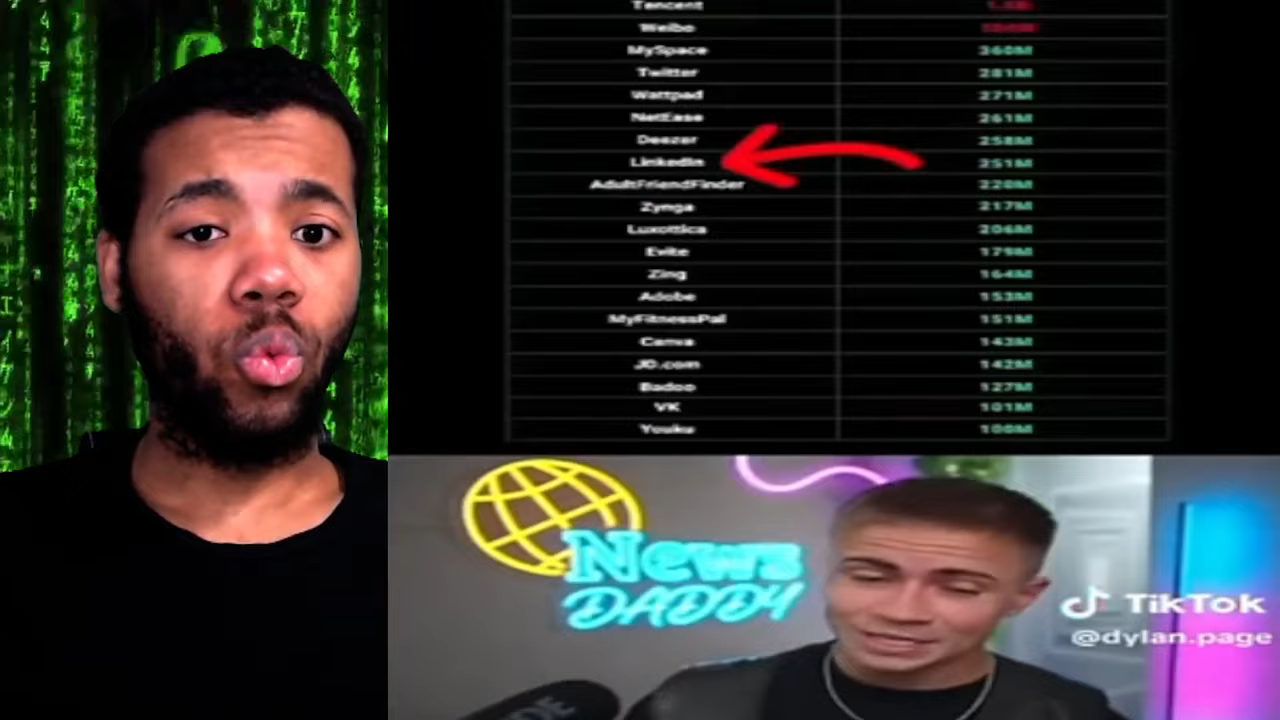 Tencent
Weibo
MySpace 360M
Twitter 281M
Wattpad 271M
NetEase 261M
Deezer 258M
LinkedIn 251M
AdultFriendFinder 220M
Zynga 217M
Luxottica 206M
Evite 179M
Zing 164M
Adobe 153M
MyFitnessPal 151M
Canva 143M
JD.com 142M
Badoo 127M
VK 101M
Youku 100M
News
DADDY
TikTok
@dylan.page